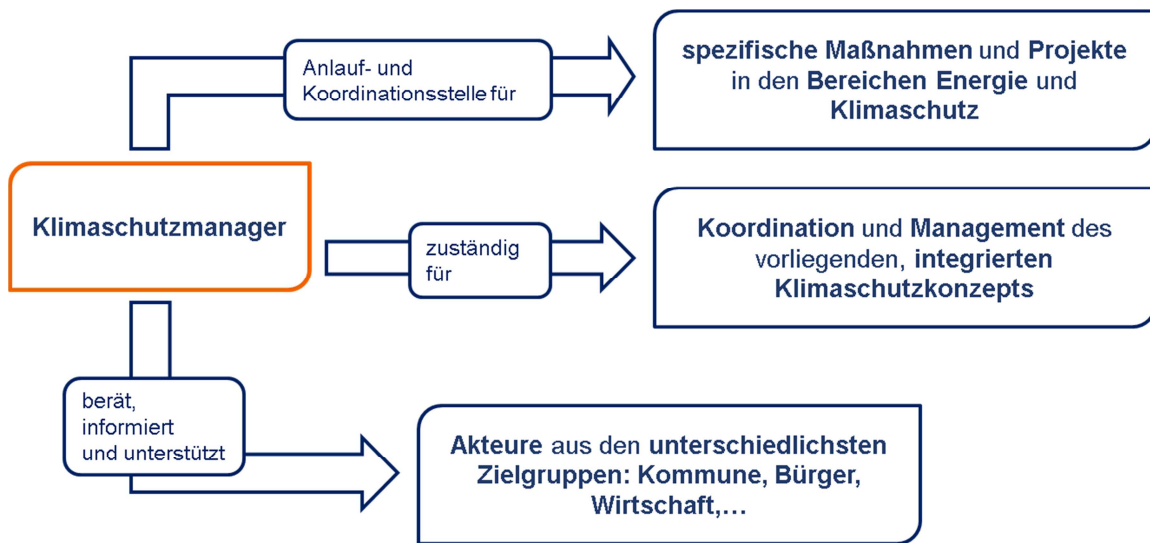 Anlauf- und
Koordinationsstelle für
spezifische Maßnahmen und Projekte
in den Bereichen Energie und
Klimaschutz
Klimaschutzmanager
zuständig
für
Koordination und Management des
vorliegenden, integrierten
Klimaschutzkonzepts
berät,
informiert
und unterstützt
Akteure aus den unterschiedlichsten
Zielgruppen: Kommune, Bürger,
Wirtschaft,…